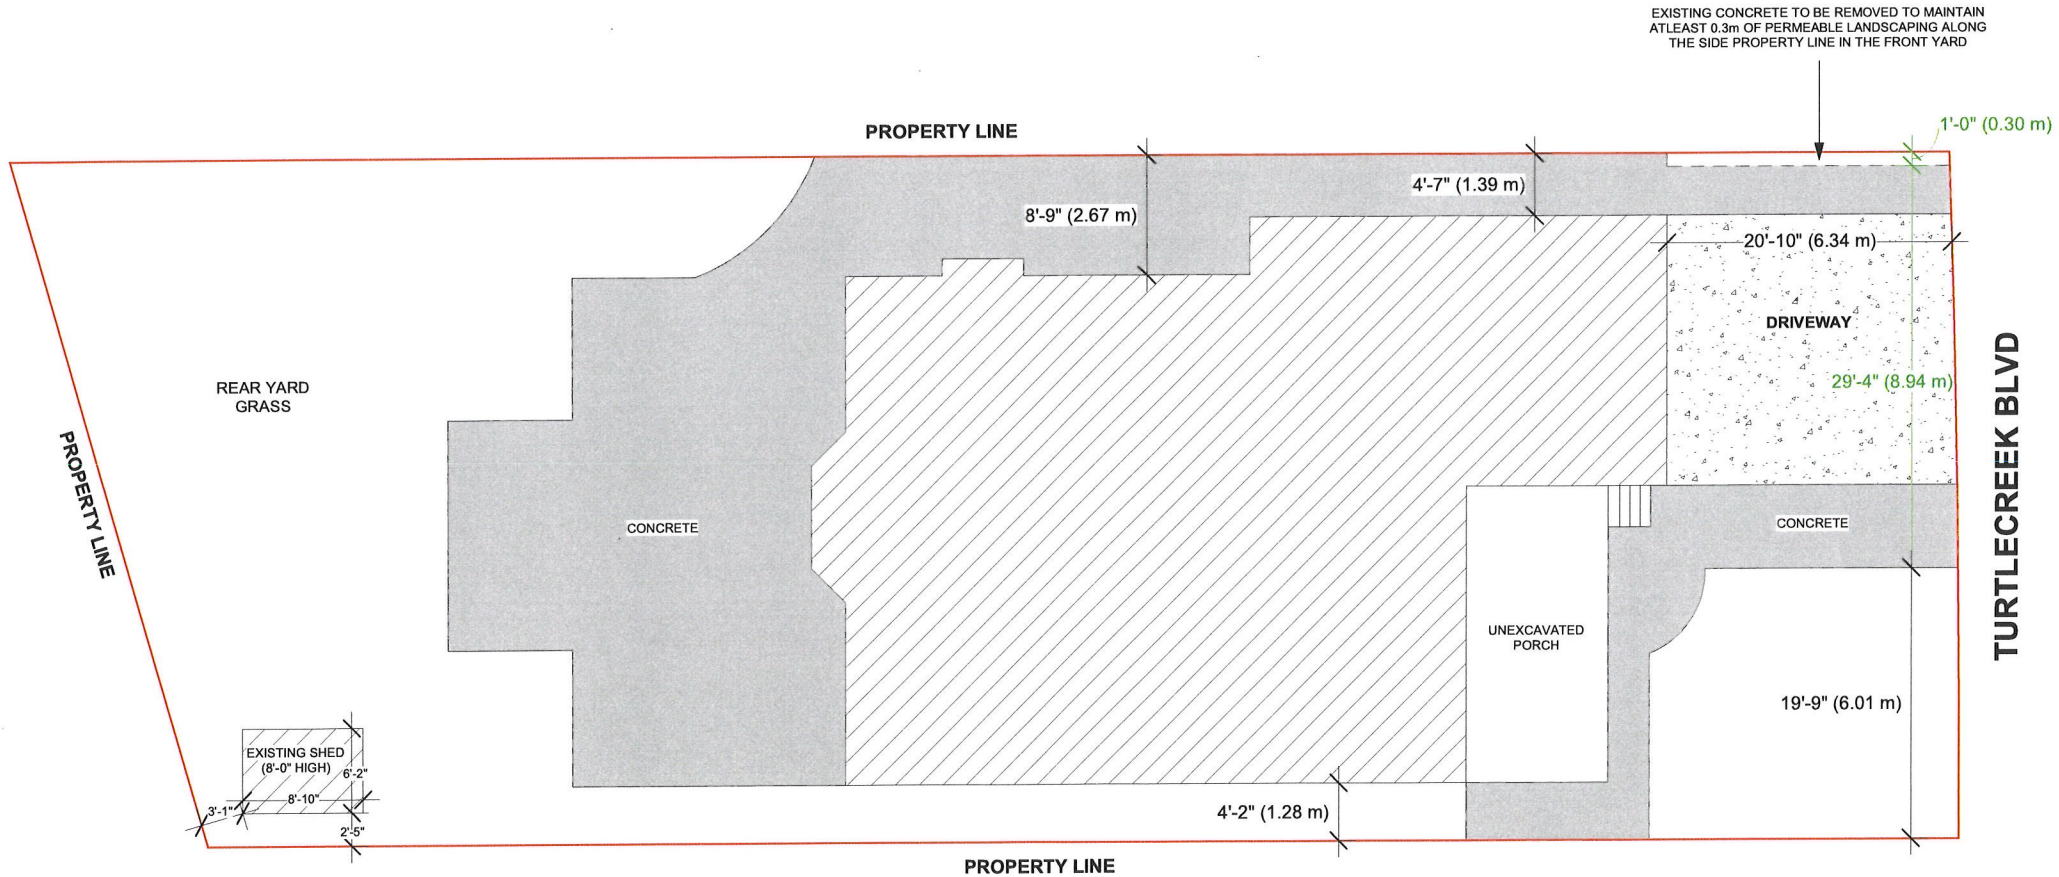 EXISTING CONCRETE TO BE REMOVED TO MAINTAIN
ATLEAST 0.3m OF PERMEABLE LANDSCAPING ALONG
THE SIDE PROPERTY LINE IN THE FRONT YARD
1'-0" (0.30 m)
PROPERTY LINE
4'-7" (1.39 m)
8'-9" (2.67 m)
20'-10" (6.34 m)
DRIVEWAY
29'-4" (8.94 m)
TURTLECREEK BLVD
REAR YARD
GRASS
PROPERTY LINE
CONCRETE
CONCRETE
UNEXCAVATED
PORCH
19'-9" (6.01 m)
EXISTING SHED
(8'-0" HIGH)
6'-2"
8'-10"
3'-1"
2'-5"
4'-2" (1.28 m)
PROPERTY LINE